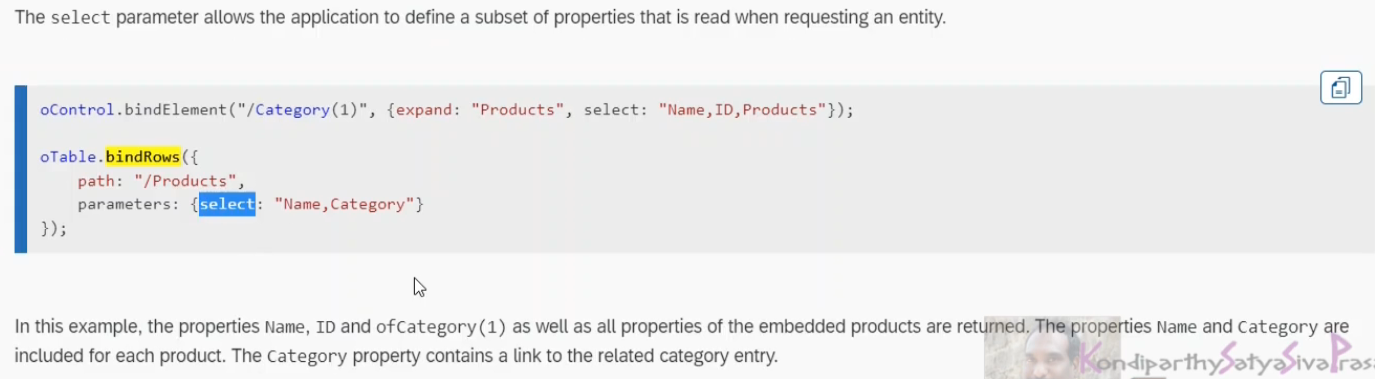 The select parameter allows the application to define a subset of properties that is read when requesting an entity.
oControl.bindElement("/Category(1)", {expand: "Products", select: "Name,ID,Products"});
oTable.bindRows({
path: "/Products",
parameters: {select: "Name,Category"}
});
In this example, the properties Name, ID and ofCategory(1) as well as all properties of the embedded products are returned. The properties Name and Category are
included for each product. The Category property contains a link to the related category entry.
KondiparthySatyaSivaPras